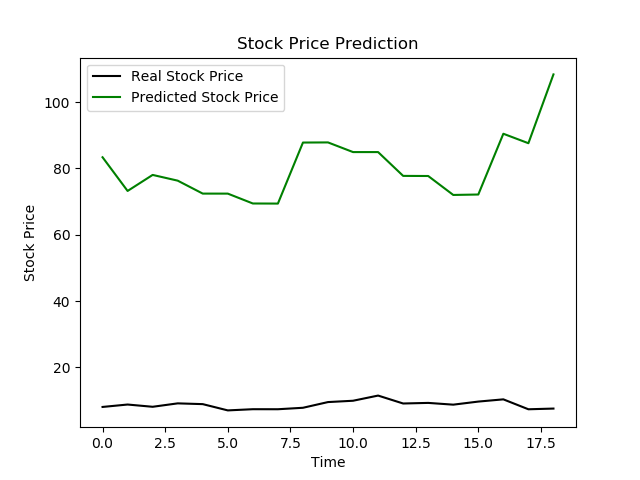 Stock Price Prediction
Real Stock Price
Predicted Stock Price
Stock Price
100
80
60
40
20
0.0 2.5 5.0 7.5 10.0 12.5 15.0 17.5
Time